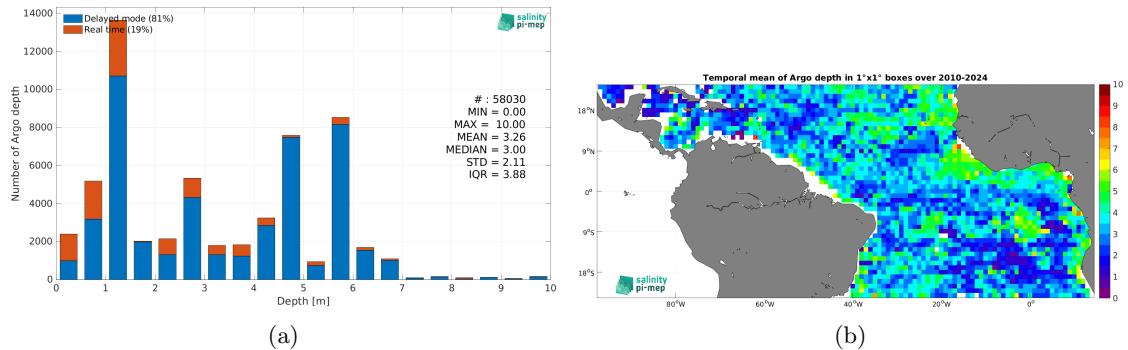 Delayed mode (81%)
Real time (19%)
salinity
pi-mep
14000
12000
10000
8000
6000
4000
2000
0
Number of Argo depth
# : 58030
MIN = 0.00
MAX = 10.00
MEAN = 3.26
MEDIAN = 3.00
STD = 2.11
IQR = 3.88
0 1 2 3 4 5 6 7 8 9 10
Depth [m]
(a)
Temporal mean of Argo depth in 1°x1° boxes over 2010-2024
18°N
9°N
0°
9°S
18°S
80°W 60°W 40°W 20°W 0°
salinity
pi-mep
10
9
8
7
6
5
4
3
2
1
0
(b)